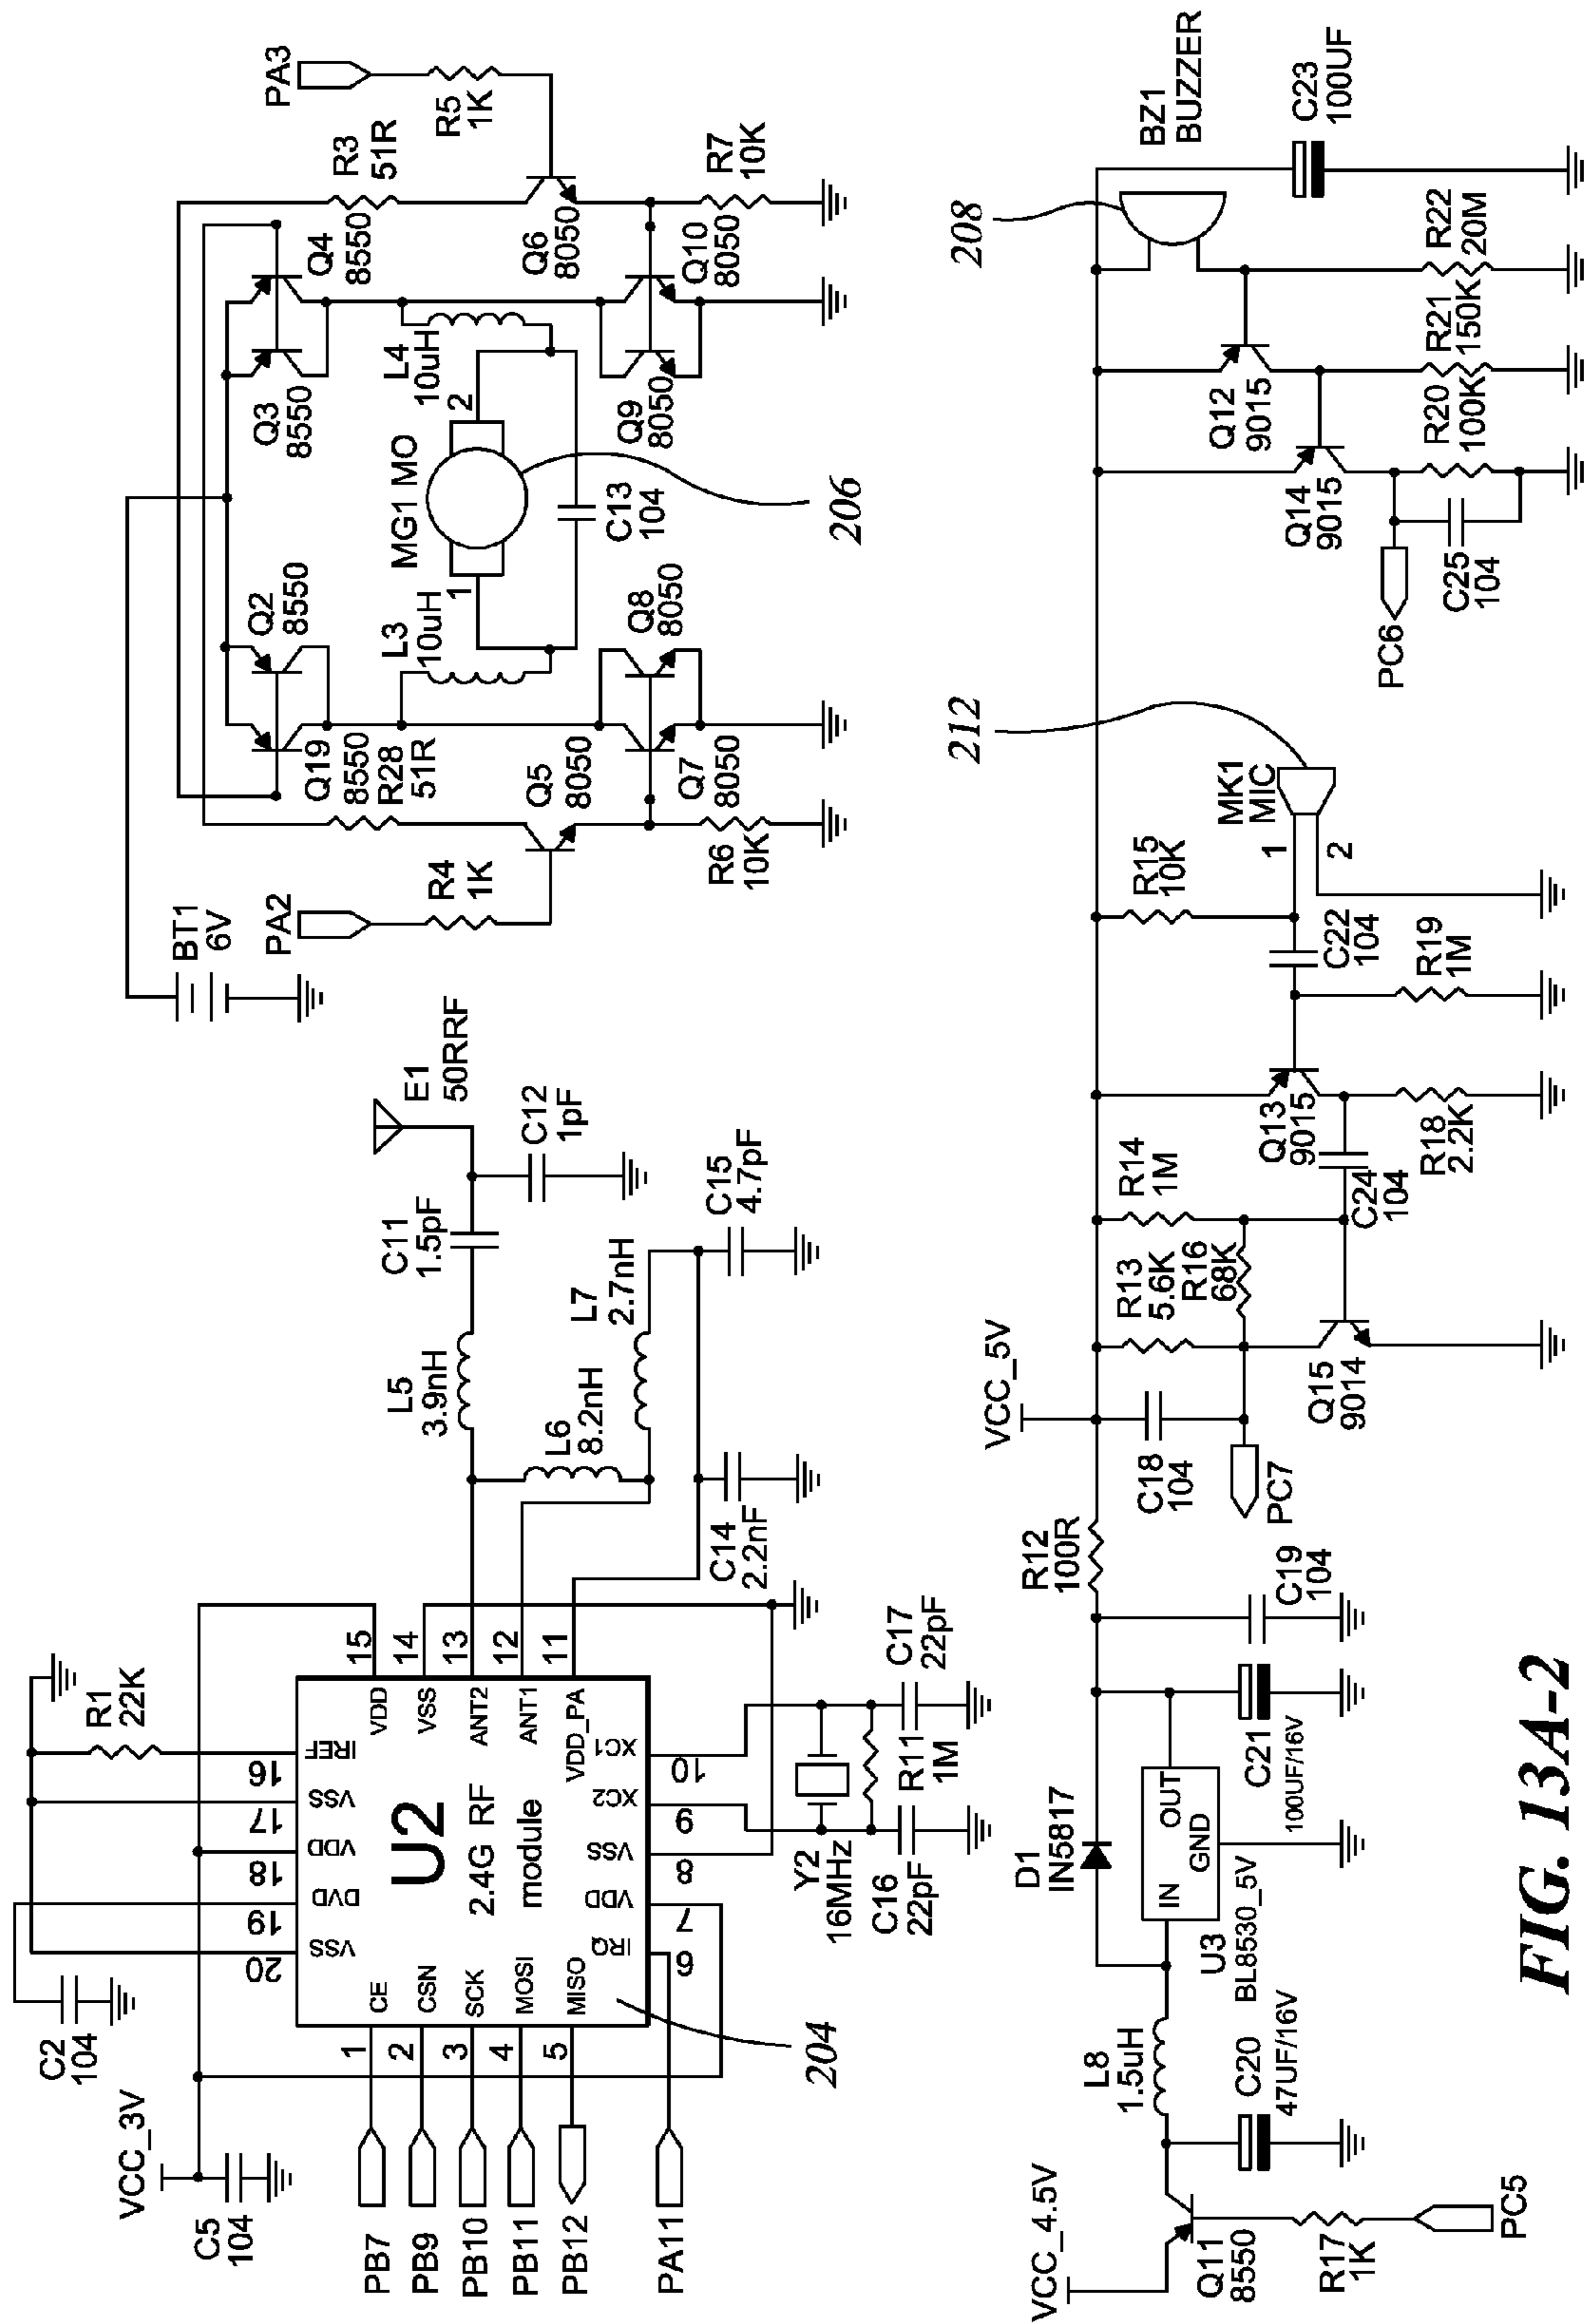 VCC_3V
C5
104
C2
104
R1
22K
20
19
18
17
16
VSS
DVD
VDD
VSS
IREF
PB7
PB9
PB10
PB11
PB12
PA11
1
2
3
4
5
CE
CSN
SCK
MOSI
MISO
U2
2.4G RF
module
VDD
VSS
ANT2
ANT1
VDD_PA
15
14
13
12
11
IRQ
VDD
VSS
XC2
XC1
6
7
8
9
10
204
Y2
16MHz
C16
22pF
R11
1M
C17
22pF
L5
3.9nH
L6
8.2nH
L7
2.7nH
C11
1.5pF
E1
50RRF
C12
1pF
C14
2.2nF
C15
4.7pF
BT1
6V
PA2
R4
1K
Q19
8550
Q2
8550
Q3
8550
Q4
8550
R28
51R
R3
51R
PA3
R5
1K
L3
10uH
L4
10uH
MG1 MO
1
2
C13
104
206
Q5
8050
Q6
8050
Q7
8050
Q8
8050
Q9
8050
Q10
8050
R6
10K
R7
10K
VCC_4.5V
Q11
8550
R17
1K
PC5
L8
1.5uH
C20
47UF/16V
D1
IN5817
IN
OUT
GND
U3
BL8530_5V
C21
100UF/16V
C19
104
R12
100R
VCC_5V
C18
104
PC7
R13
5.6K
R16
68K
R14
1M
Q15
9014
C24
104
Q13
9015
R18
2.2K
R19
1M
C22
104
R15
10K
MK1
MIC
1
2
212
PC6
C25
104
Q14
9015
R20
100K
Q12
9015
R21
150K
R22
20M
208
BZ1
BUZZER
C23
100UF
FIG. 13A-2